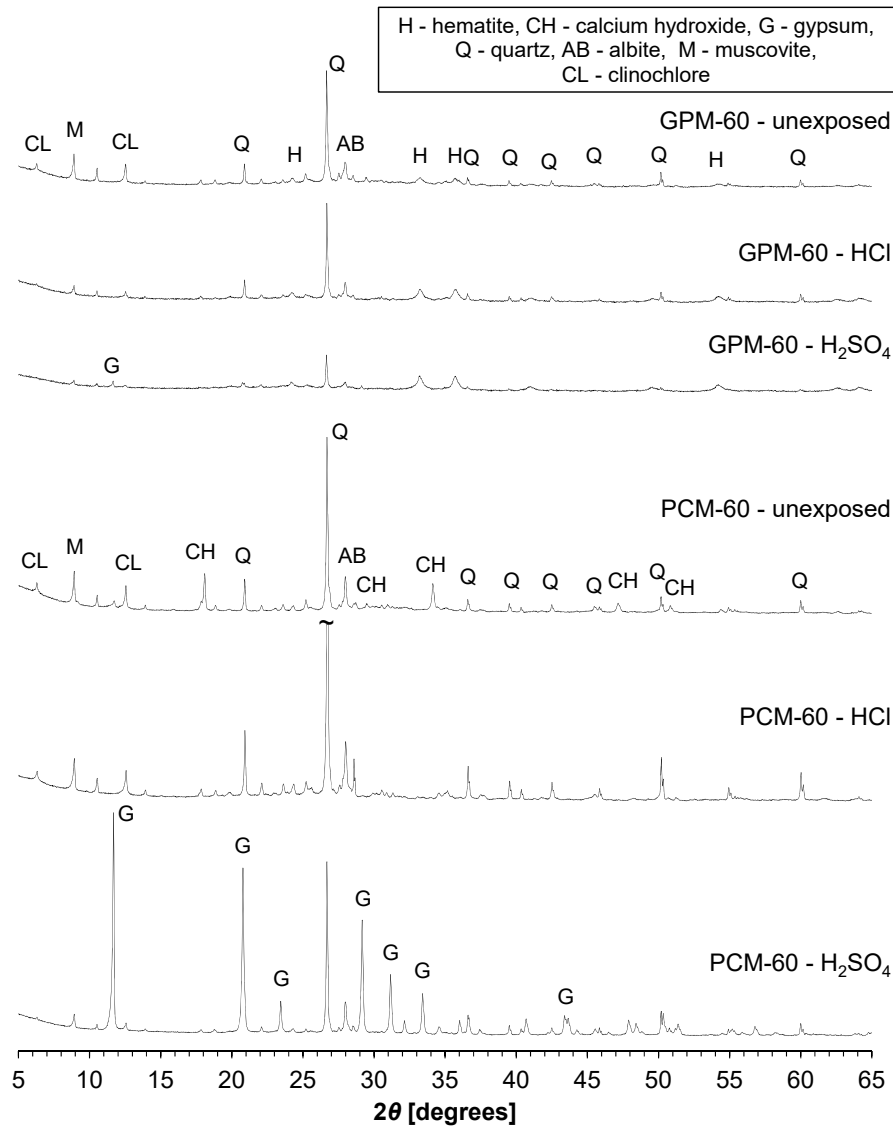 H - hematite, CH - calcium hydroxide, G - gypsum,
Q - quartz, AB - albite, M - muscovite,
CL - clinochlore
GPM-60 - unexposed
Q
CL M CL Q H AB H H Q Q Q Q Q H Q
GPM-60 - HCl
GPM-60 - H₂SO₄
G
PCM-60 - unexposed
Q
CL M CL CH Q AB CH CH Q Q Q Q CH Q CH Q
~
PCM-60 - HCl
PCM-60 - H₂SO₄
G G G G G G G
5 10 15 20 25 30 35 40 45 50 55 60 65
2θ [degrees]